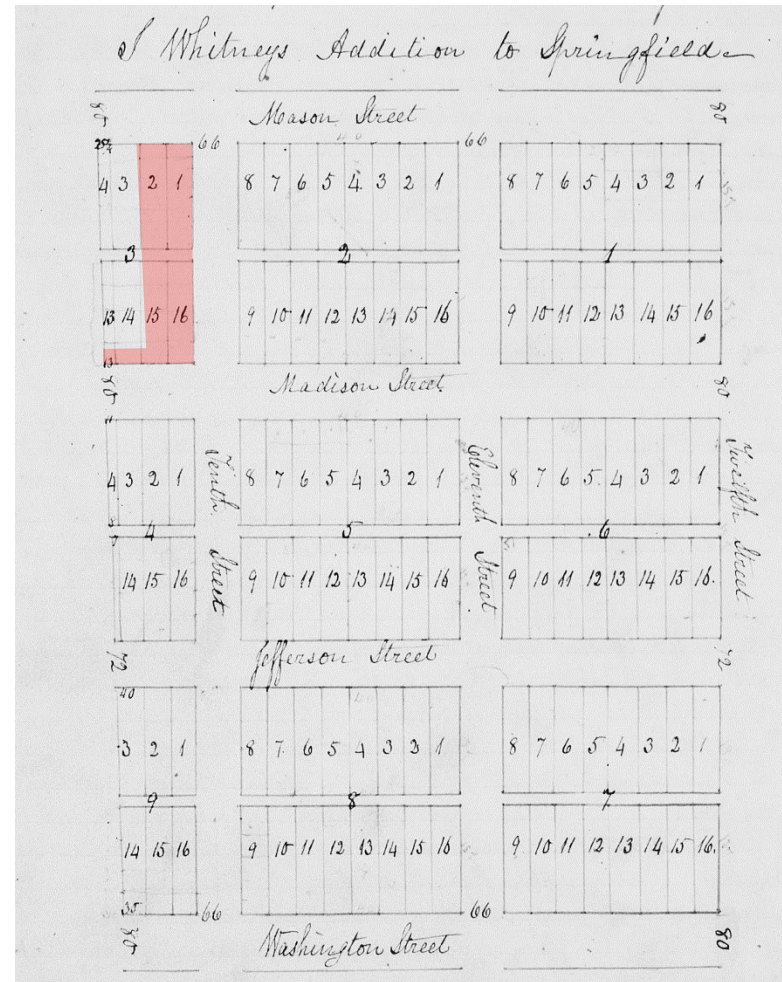 J Whitneys Addition to Springfield
80 Mason Street 80
66 66
4 3 2 1 8 7 6 5 4 3 2 1 8 7 6 5 4 3 2 1
3 2 1
13 14 15 16 9 10 11 12 13 14 15 16 9 10 11 12 13 14 15 16
80 Madison Street 80
4 3 2 1 8 7 6 5 4 3 2 1 8 7 6 5 4 3 2 1
Tenth Street
Eleventh Street
Twelfth Street
4 5 6
14 15 16 9 10 11 12 13 14 15 16 9 10 11 12 13 14 15 16
72 Jefferson Street 72
40
3 2 1 8 7 6 5 4 3 2 1 8 7 6 5 4 3 2 1
9 8 7
14 15 16 9 10 11 12 13 14 15 16 9 10 11 12 13 14 15 16
35 66 66
80 Washington Street 80